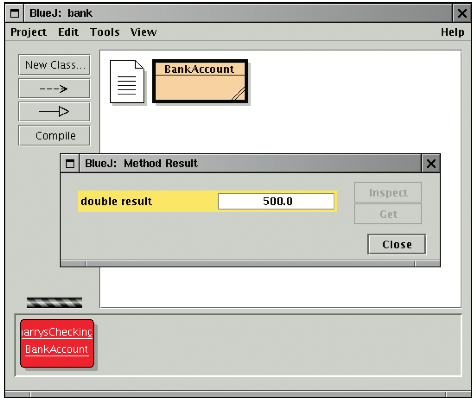 BlueJ: bank
Project Edit Tools View Help
New Class...
Compile
BankAccount
BlueJ: Method Result
double result
500.0
Inspect
Get
Close
arrysChecking
BankAccount